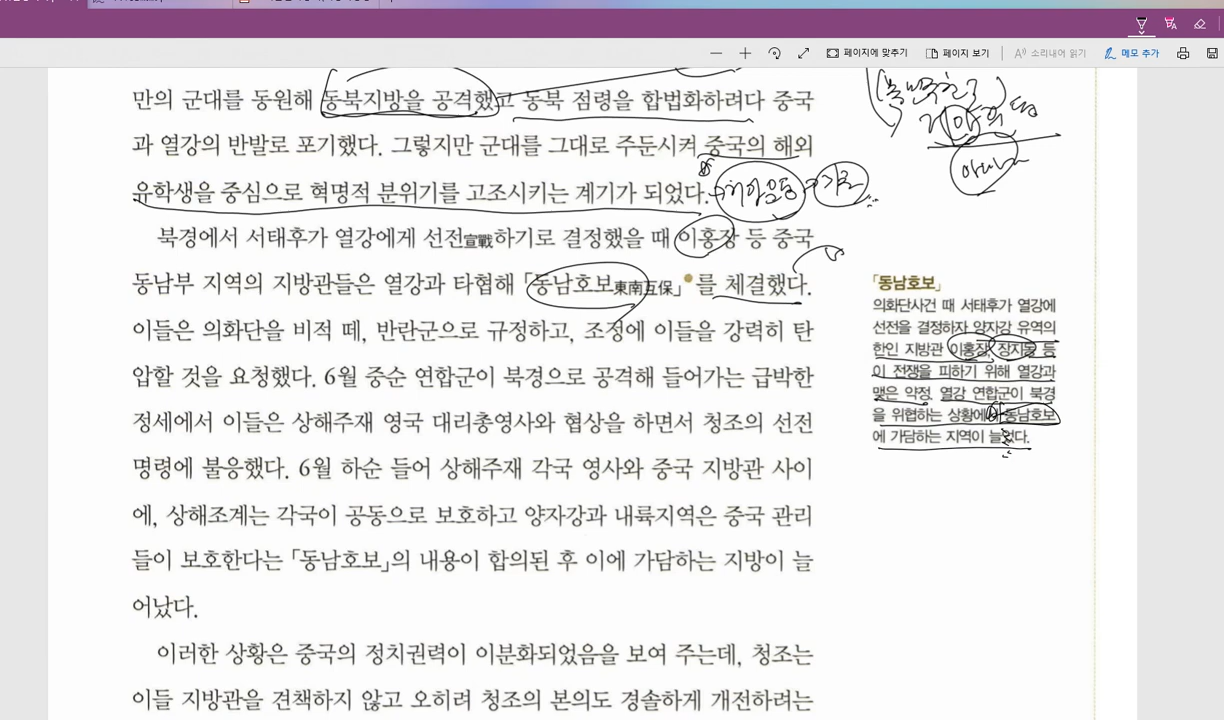 페이지에 맞추기
페이지 보기
소리내어 읽기
메모 추가
만의 군대를 동원해 동북지방을 공격했고 동북 점령을 합법화하려다 중국
과 열강의 반발로 포기했다. 그렇지만 군대를 그대로 주둔시켜 중국의 해외
유학생을 중심으로 혁명적 분위기를 고조시키는 계기가 되었다.
북경에서 서태후가 열강에게 선전宣戰하기로 결정했을 때 이홍장 등 중국
동남부 지역의 지방관들은 열강과 타협해 「동남호보東南互保」를 체결했다.
이들은 의화단을 비적 떼, 반란군으로 규정하고, 조정에 이들을 강력히 탄
압할 것을 요청했다. 6월 중순 연합군이 북경으로 공격해 들어가는 급박한
정세에서 이들은 상해주재 영국 대리총영사와 협상을 하면서 청조의 선전
명령에 불응했다. 6월 하순 들어 상해주재 각국 영사와 중국 지방관 사이
에, 상해조계는 각국이 공동으로 보호하고 양자강과 내륙지역은 중국 관리
들이 보호한다는 「동남호보」의 내용이 합의된 후 이에 가담하는 지방이 늘
어났다.
이러한 상황은 중국의 정치권력이 이분화되었음을 보여 주는데, 청조는
이들 지방관을 견책하지 않고 오히려 청조의 본의도 경솔하게 개전하려는
「동남호보」
의화단사건 때 서태후가 열강에
선전을 결정하자 양자강 유역의
한인 지방관 이홍장, 장지동 등
이 전쟁을 피하기 위해 열강과
맺은 약정. 열강 연합군이 북경
을 위협하는 상황에 동남호보
에 가담하는 지역이 늘었다.